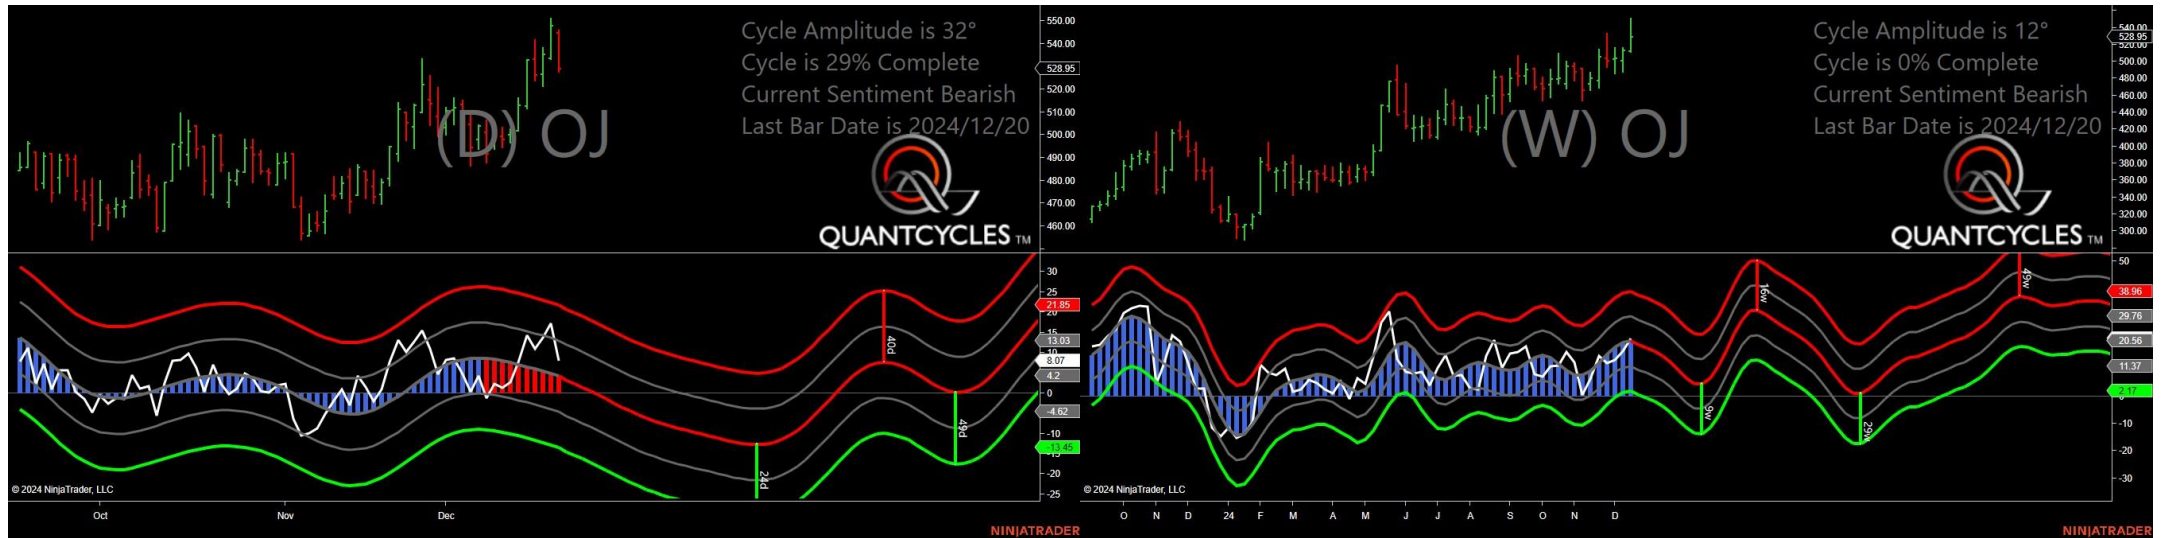 Cycle Amplitude is 32°
Cycle is 29% Complete
Current Sentiment Bearish
Last Bar Date is 2024/12/20
(D) OJ
QUANTCYCLES TM
550.00
540.00
528.95
520.00
510.00
500.00
490.00
480.00
470.00
460.00
30
25
21.85
20
13.03
10
8.07
4.2
0
-4.62
-10
-13.45
-15
-20
-25
40d
49d
24d
© 2024 NinjaTrader, LLC
Oct Nov Dec
NINJATRADER
Cycle Amplitude is 12°
Cycle is 0% Complete
Current Sentiment Bearish
Last Bar Date is 2024/12/20
(W) OJ
QUANTCYCLES TM
540.00
528.95
520.00
500.00
480.00
460.00
440.00
420.00
400.00
380.00
360.00
340.00
320.00
300.00
50
38.96
29.76
20.56
11.37
2.17
-10
-20
-30
16w
49w
9w
29w
© 2024 NinjaTrader, LLC
O N D 24 F M A M J J A S O N D
NINJATRADER